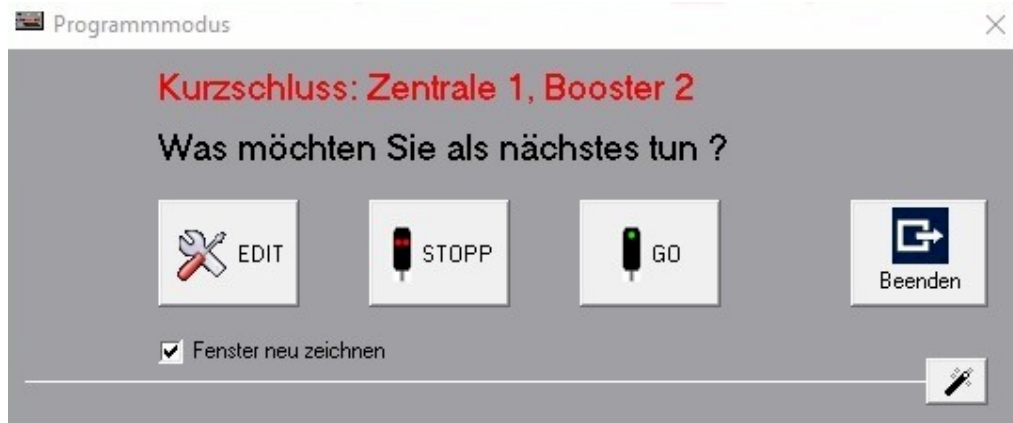 Programmmodus
Kurzschluss: Zentrale 1, Booster 2
Was möchten Sie als nächstes tun ?
EDIT
STOPP
GO
Beenden
Fenster neu zeichnen